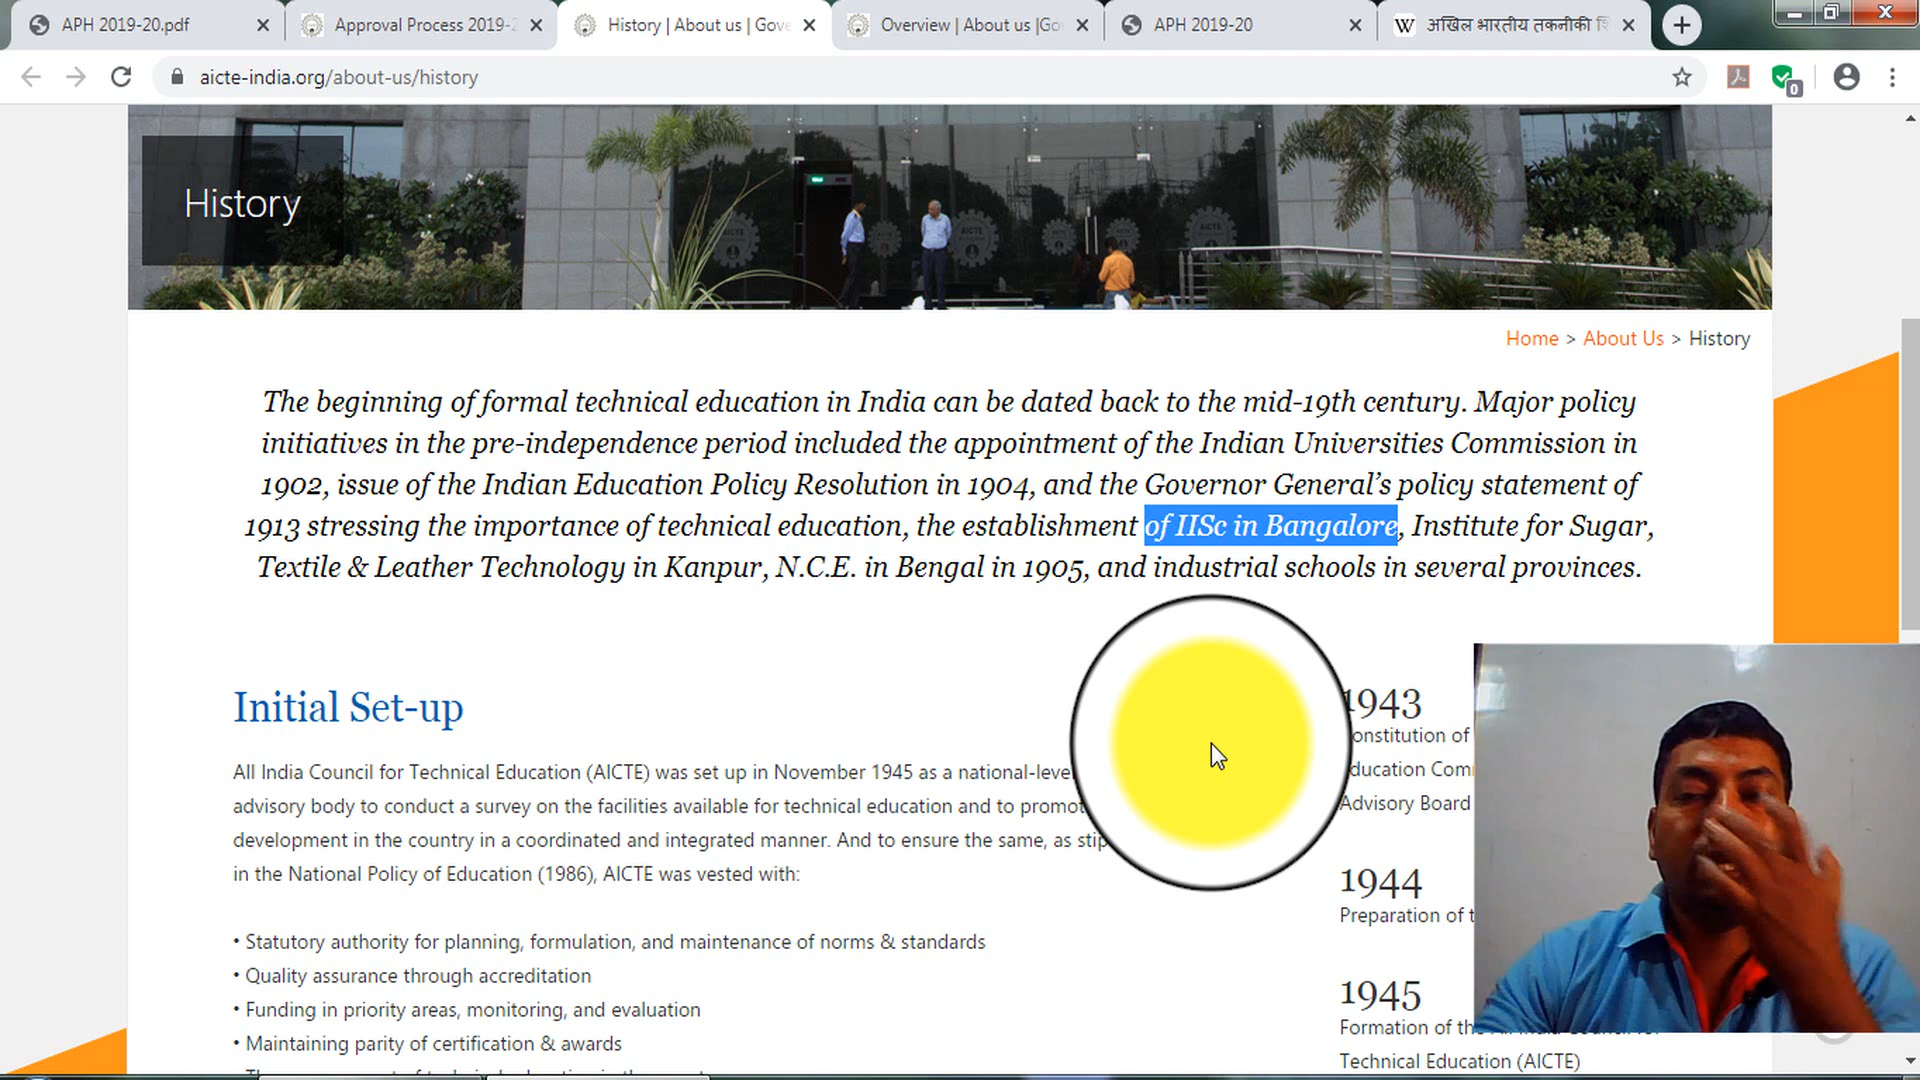 APH 2019-20.pdf
Approval Process 2019-2
History | About us | Gove
Overview | About us |Go
APH 2019-20
W
अखिल भारतीय तकनीकी शि
aicte-india.org/about-us/history
0
History
AICTE
AICTE
Home > About Us > History
The beginning of formal technical education in India can be dated back to the mid-19th century. Major policy
initiatives in the pre-independence period included the appointment of the Indian Universities Commission in
1902, issue of the Indian Education Policy Resolution in 1904, and the Governor General’s policy statement of
1913 stressing the importance of technical education, the establishment of IISc in Bangalore, Institute for Sugar,
Textile & Leather Technology in Kanpur, N.C.E. in Bengal in 1905, and industrial schools in several provinces.
Initial Set-up
All India Council for Technical Education (AICTE) was set up in November 1945 as a national-leve
advisory body to conduct a survey on the facilities available for technical education and to promot
development in the country in a coordinated and integrated manner. And to ensure the same, as stip
in the National Policy of Education (1986), AICTE was vested with:
• Statutory authority for planning, formulation, and maintenance of norms & standards
• Quality assurance through accreditation
• Funding in priority areas, monitoring, and evaluation
• Maintaining parity of certification & awards
1943
onstitution of
ducation Com
Advisory Board
1944
Preparation of t
1945
Formation of the All India Council for
Technical Education (AICTE)